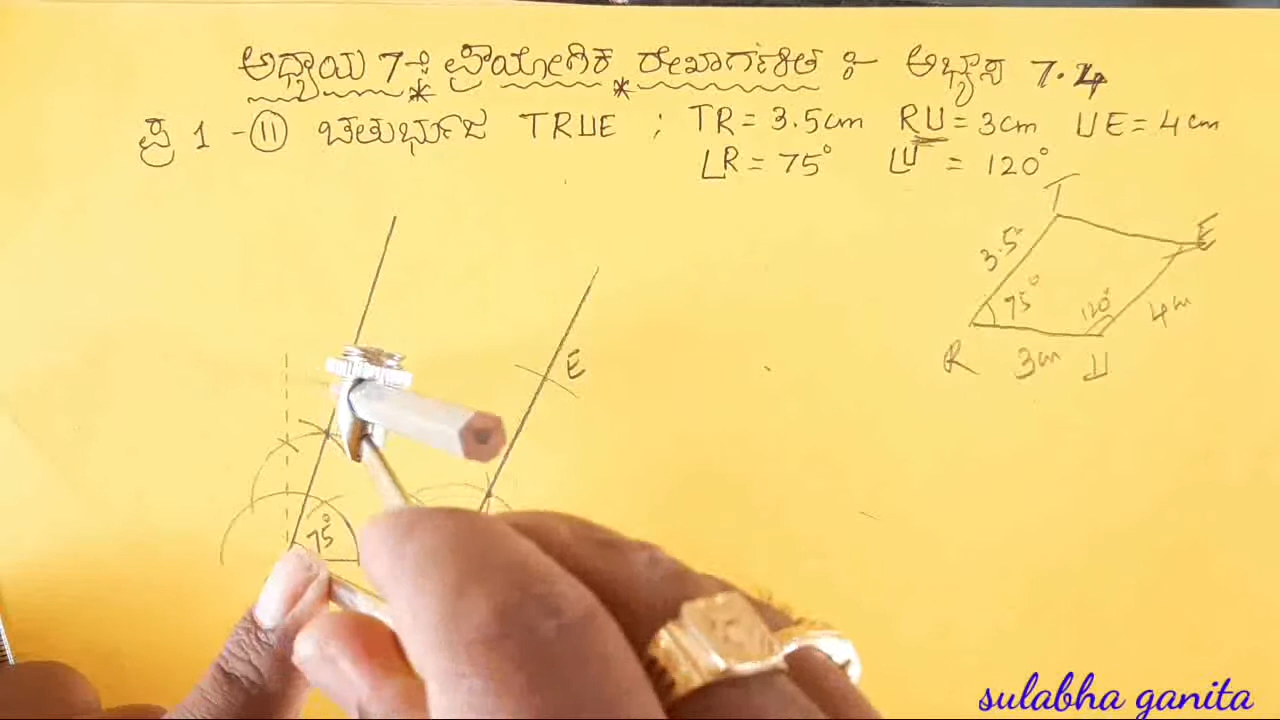 ಅಧ್ಯಾಯ 7 :- ಪ್ರಾಯೋಗಿಕ ರೇಖಾಗಣಿತ :- ಅಭ್ಯಾಸ 7.4
ಪ್ರ 1 - II ಚತುರ್ಭುಜ TRUE ; TR = 3.5cm RU = 3cm UE = 4cm
∠R = 75° ∠U = 120°
T
3.5
E
75°
120°
4cm
R
3cm
U
E
75°
sulabha ganita